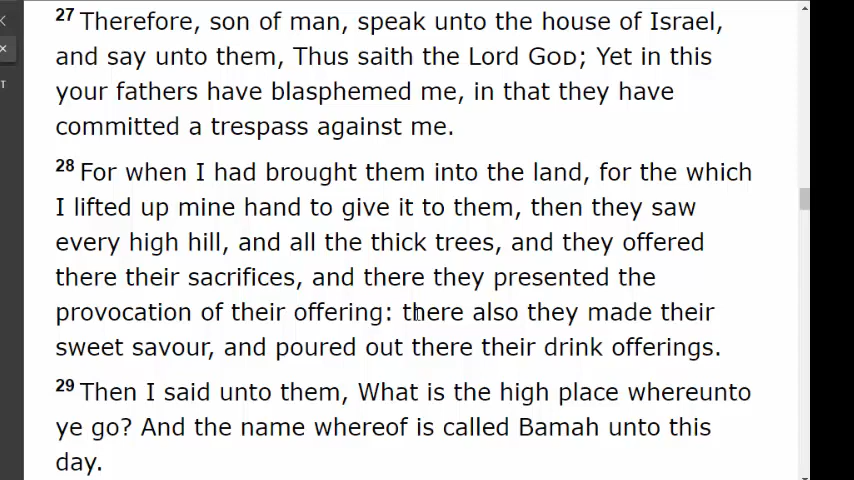 27 Therefore, son of man, speak unto the house of Israel,
and say unto them, Thus saith the Lord GOD; Yet in this
your fathers have blasphemed me, in that they have
committed a trespass against me.
28 For when I had brought them into the land, for the which
I lifted up mine hand to give it to them, then they saw
every high hill, and all the thick trees, and they offered
there their sacrifices, and there they presented the
provocation of their offering: there also they made their
sweet savour, and poured out there their drink offerings.
29 Then I said unto them, What is the high place whereunto
ye go? And the name whereof is called Bamah unto this
day.
T